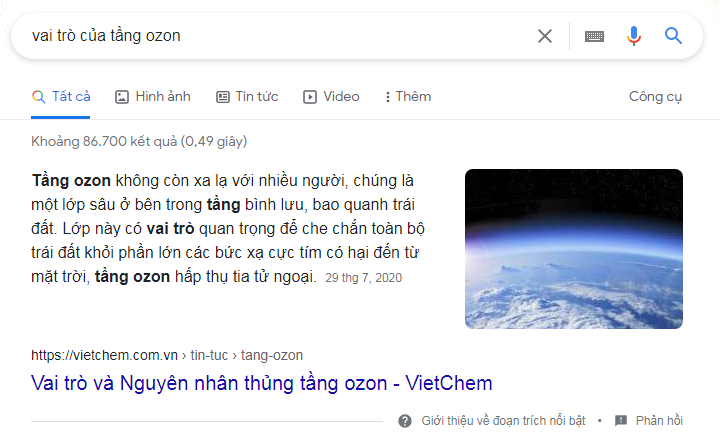 vai trò của tầng ozon
Tất cả Hình ảnh Tin tức Video Thêm Công cụ
Khoảng 86.700 kết quả (0,49 giây)
Tầng ozon không còn xa lạ với nhiều người, chúng là
một lớp sâu ở bên trong tầng bình lưu, bao quanh trái
đất. Lớp này có vai trò quan trọng để che chắn toàn bộ
trái đất khỏi phần lớn các bức xạ cực tím có hại đến từ
mặt trời, tầng ozon hấp thụ tia tử ngoại. 29 thg 7, 2020
https://vietchem.com.vn › tin-tuc › tang-ozon
Vai trò và Nguyên nhân thủng tầng ozon - VietChem
Giới thiệu về đoạn trích nổi bật • Phản hồi